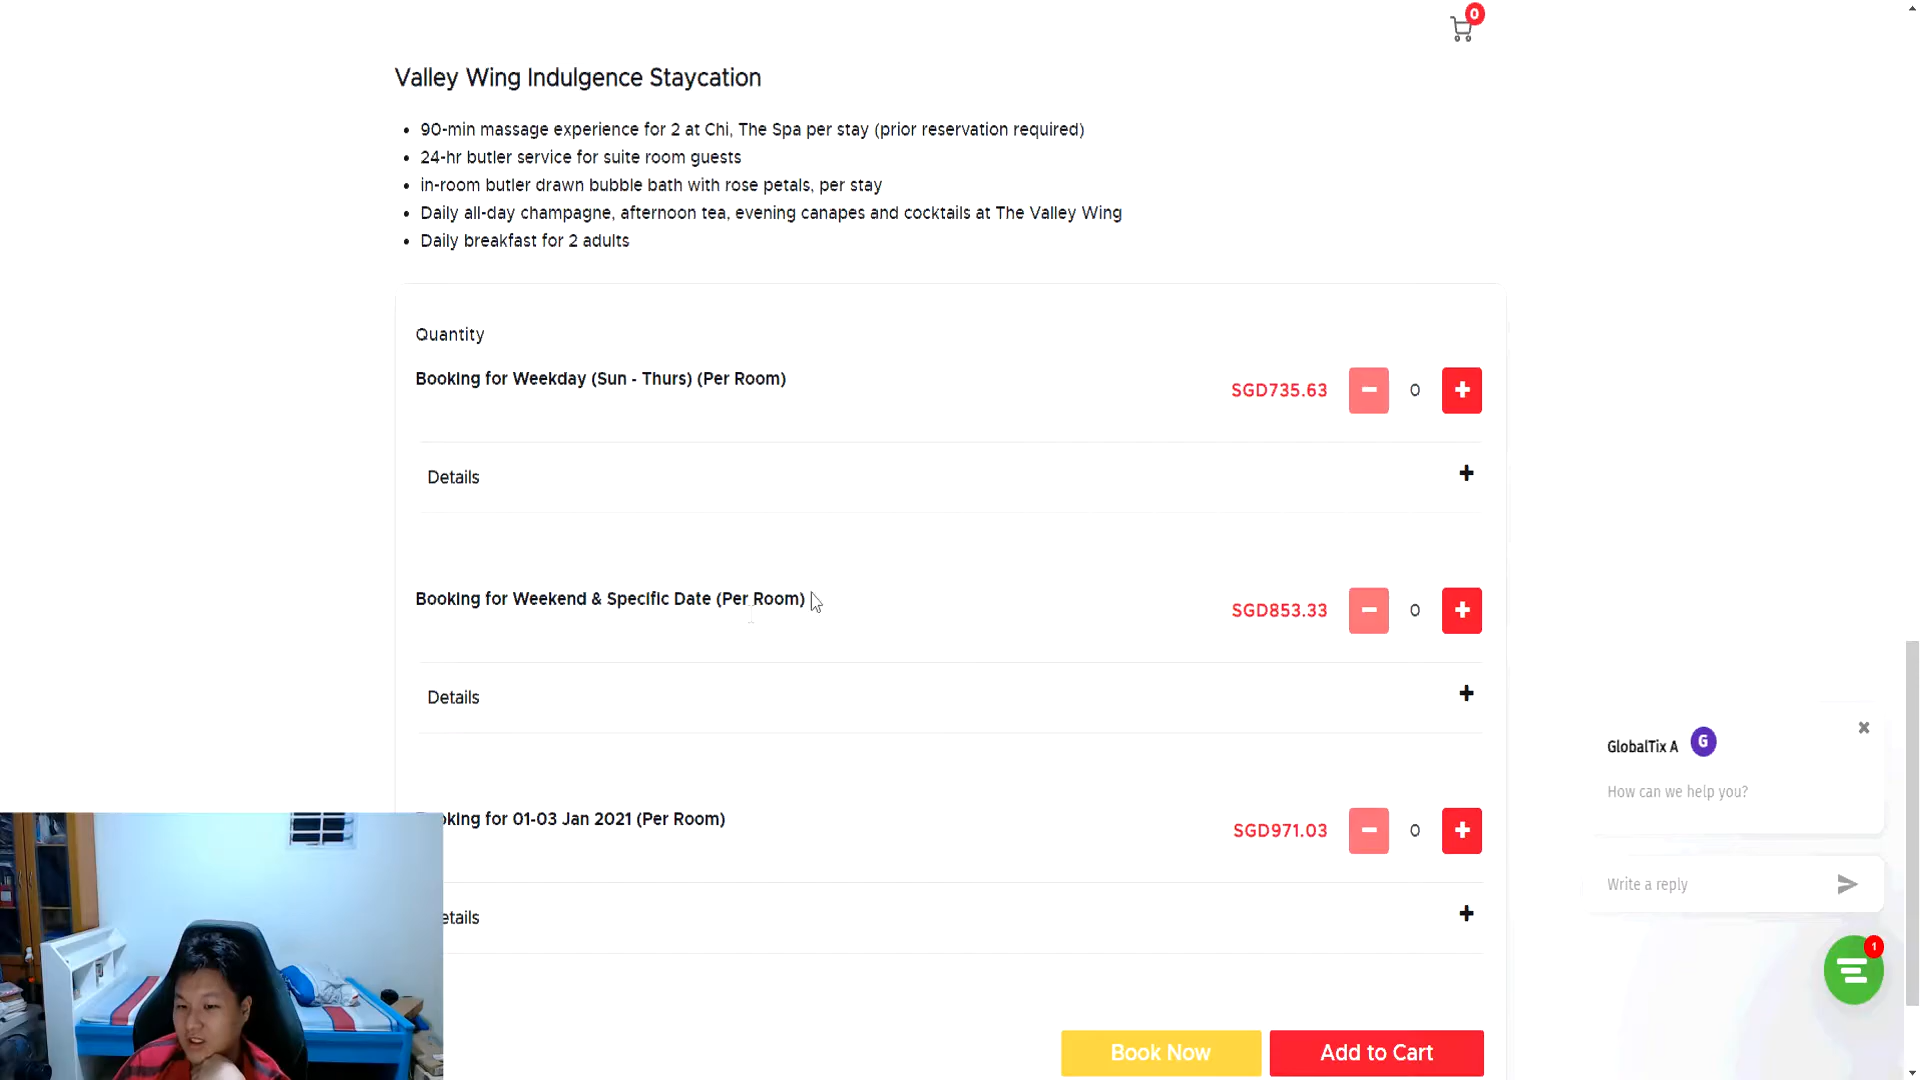 0
Valley Wing Indulgence Staycation
90-min massage experience for 2 at Chi, The Spa per stay (prior reservation required)
24-hr butler service for suite room guests
in-room butler drawn bubble bath with rose petals, per stay
Daily all-day champagne, afternoon tea, evening canapes and cocktails at The Valley Wing
Daily breakfast for 2 adults
Quantity
Booking for Weekday (Sun - Thurs) (Per Room)
SGD735.63
0
Details
Booking for Weekend & Specific Date (Per Room)
SGD853.33
0
Details
GlobalTix A
G
How can we help you?
oking for 01-03 Jan 2021 (Per Room)
SGD971.03
0
Write a reply
etails
1
Book Now
Add to Cart